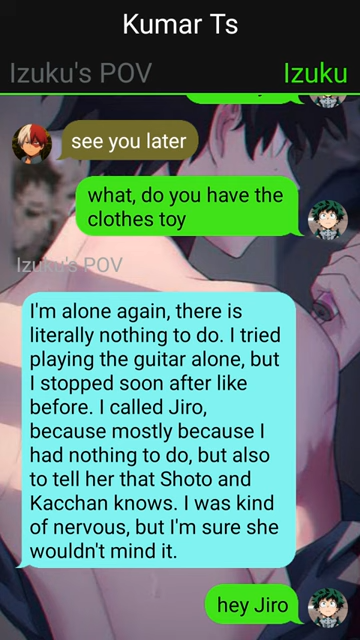 Kumar Ts
Izuku's POV
Izuku
see you later
what, do you have the
clothes toy
Izuku's POV
I'm alone again, there is
literally nothing to do. I tried
playing the guitar alone, but
I stopped soon after like
before. I called Jiro,
because mostly because I
had nothing to do, but also
to tell her that Shoto and
Kacchan knows. I was kind
of nervous, but I'm sure she
wouldn't mind it.
hey Jiro